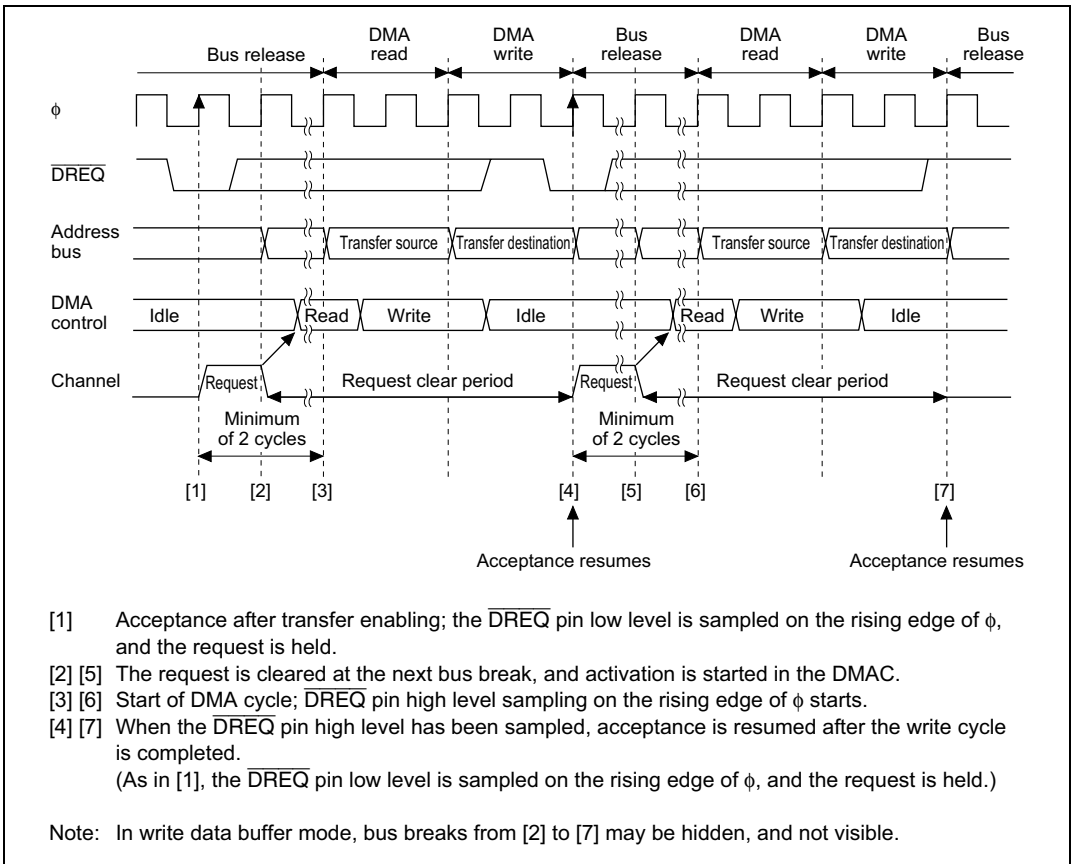 Bus release
DMA read
DMA write
Bus release
DMA read
DMA write
Bus release
φ
DREQ
Address bus
Transfer source
Transfer destination
Transfer source
Transfer destination
DMA control
Idle
Read
Write
Idle
Read
Write
Idle
Channel
Request
Request clear period
Request
Request clear period
Minimum of 2 cycles
Minimum of 2 cycles
[1]
[2]
[3]
[4]
[5]
[6]
[7]
Acceptance resumes
Acceptance resumes
[1] Acceptance after transfer enabling; the DREQ pin low level is sampled on the rising edge of φ,
and the request is held.
[2] [5] The request is cleared at the next bus break, and activation is started in the DMAC.
[3] [6] Start of DMA cycle; DREQ pin high level sampling on the rising edge of φ starts.
[4] [7] When the DREQ pin high level has been sampled, acceptance is resumed after the write cycle
is completed.
(As in [1], the DREQ pin low level is sampled on the rising edge of φ, and the request is held.)
Note: In write data buffer mode, bus breaks from [2] to [7] may be hidden, and not visible.